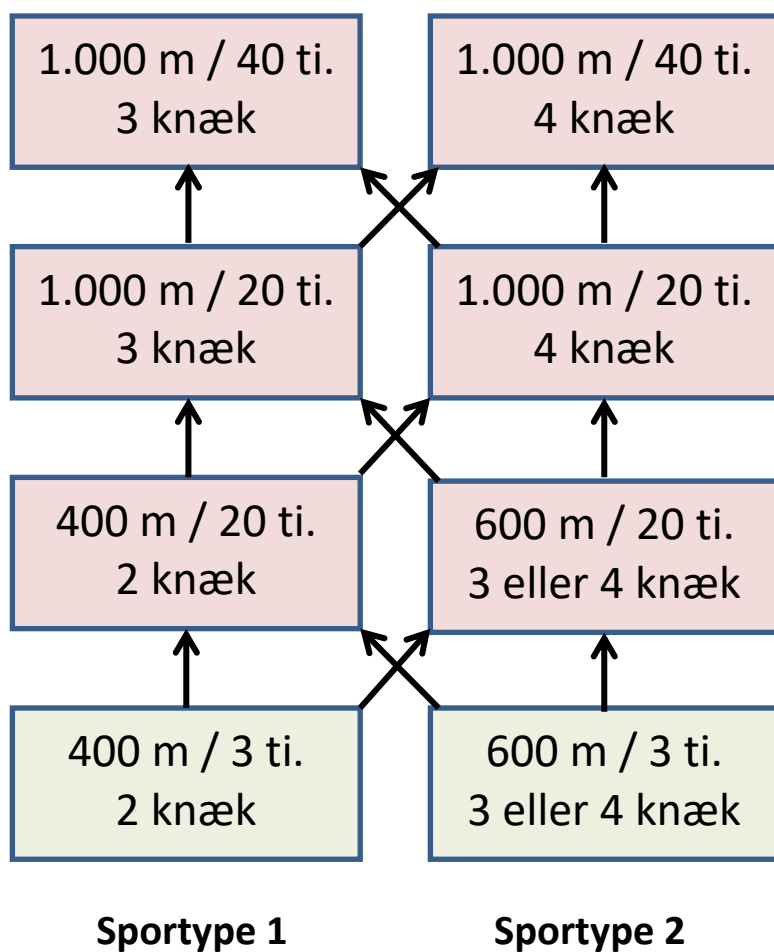 1.000 m / 40 ti.
3 knæk
1.000 m / 40 ti.
4 knæk
1.000 m / 20 ti.
3 knæk
1.000 m / 20 ti.
4 knæk
400 m / 20 ti.
2 knæk
600 m / 20 ti.
3 eller 4 knæk
400 m / 3 ti.
2 knæk
600 m / 3 ti.
3 eller 4 knæk
Sportype 1
Sportype 2